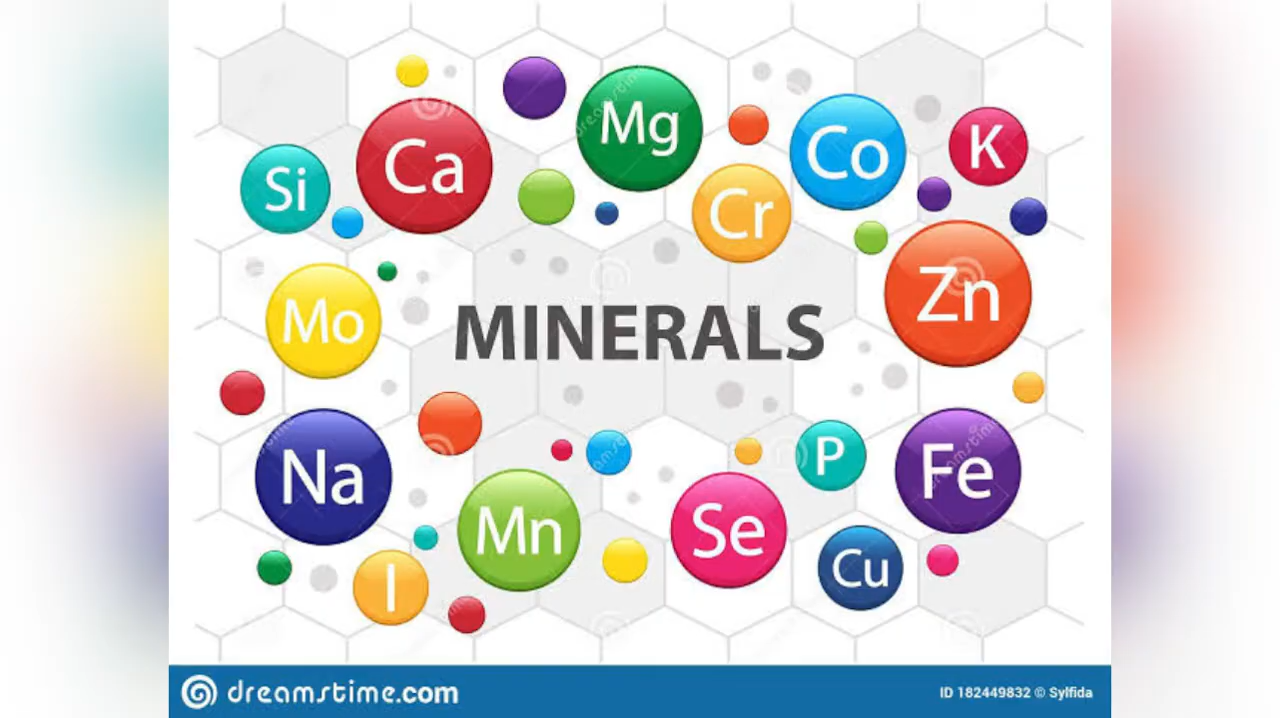 Mg
Co
K
Ca
Si
Cr
Zn
Mo
MINERALS
P
Fe
Na
Mn
Se
Cu
I
dreamstime.com
ID 182449832 © Sylfida